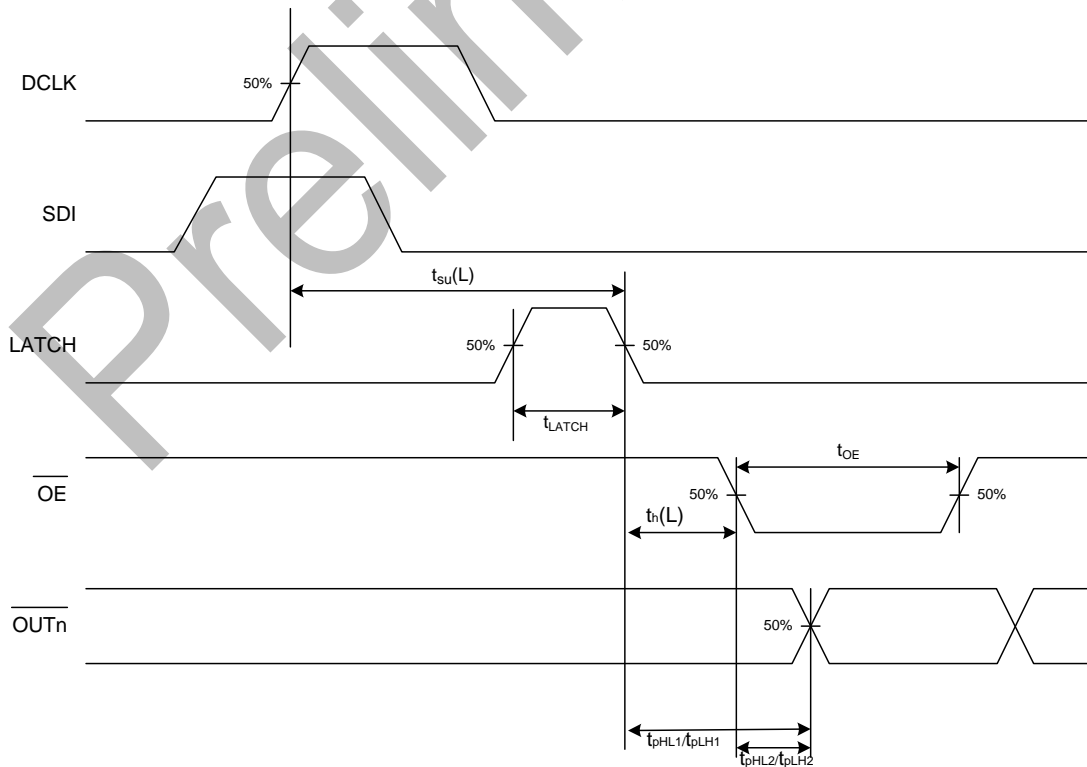 DCLK
50%
SDI
tsu(L)
LATCH
50%
50%
tLATCH
OE
tOE
50%
50%
th(L)
OUTn
50%
tpHL1/tpLH1
tpHL2/tpLH2
Prelin